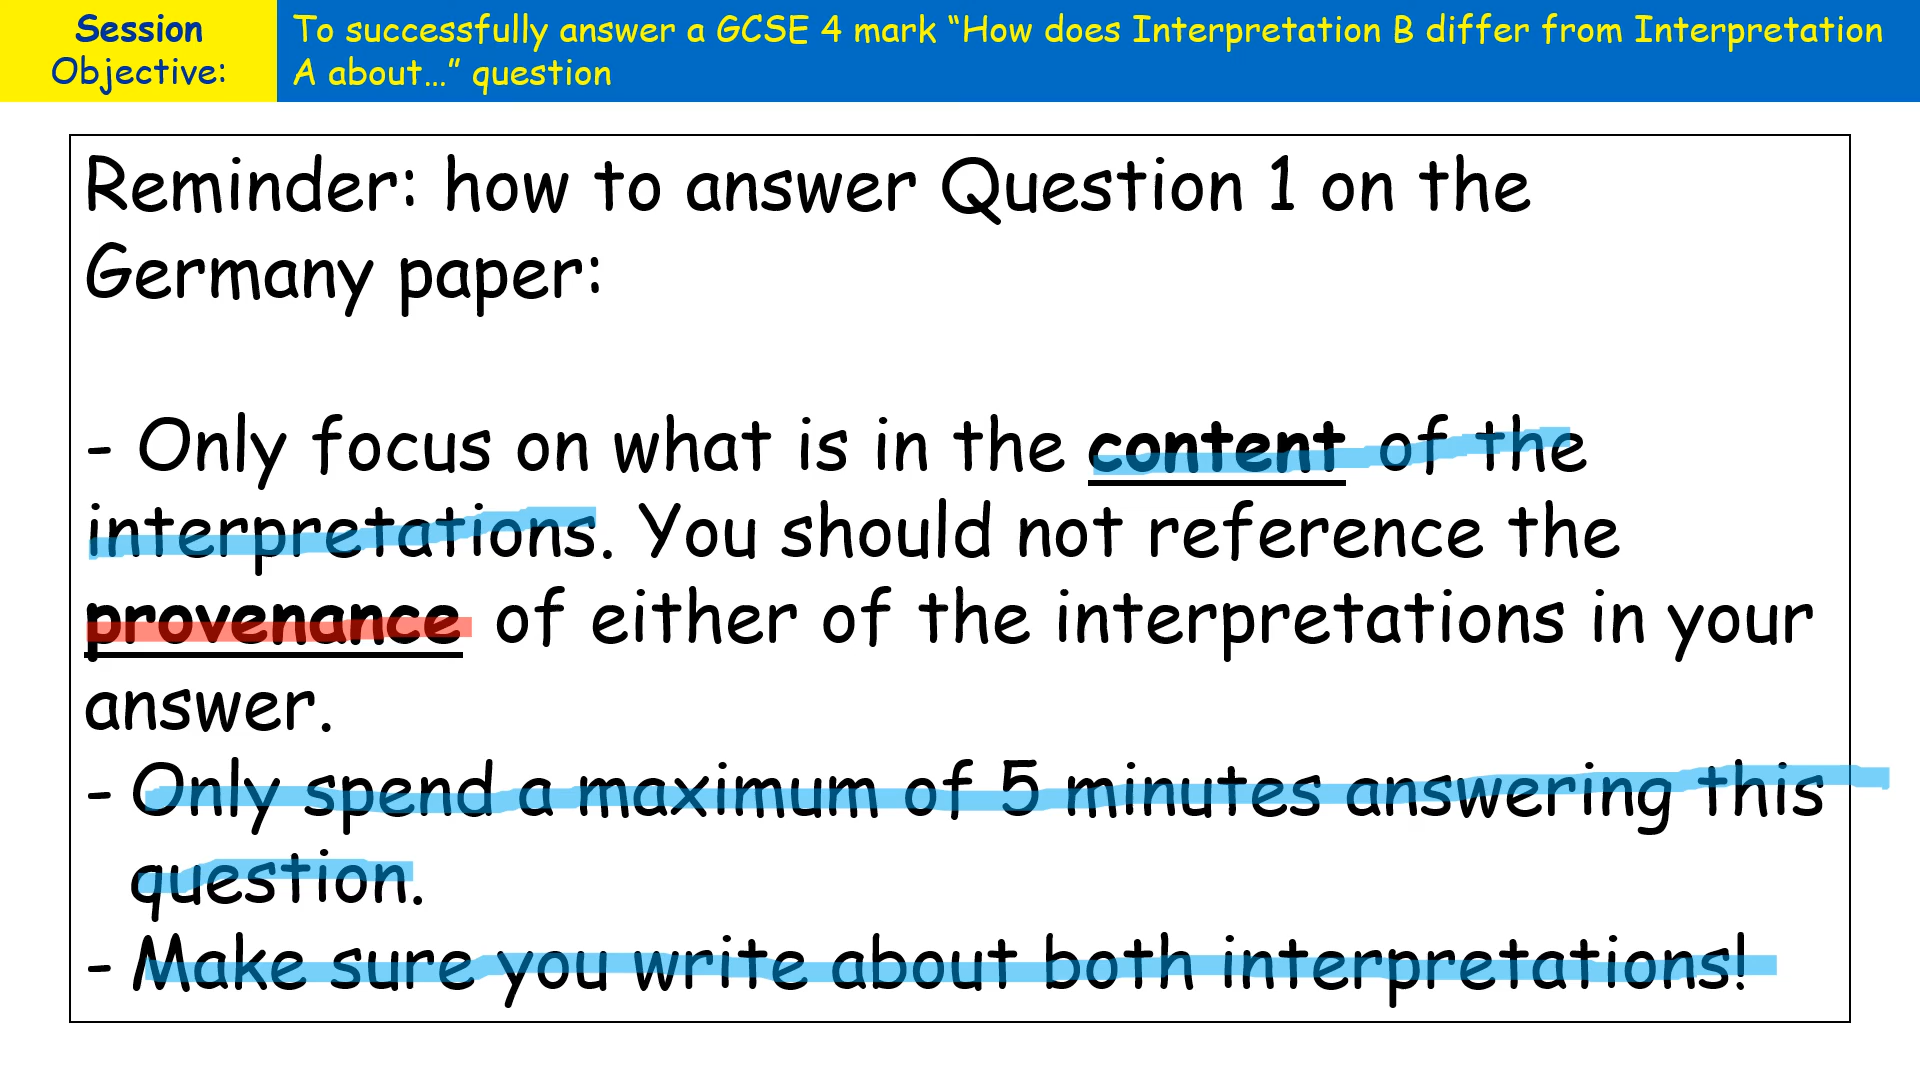 Session
Objective:
To successfully answer a GCSE 4 mark “How does Interpretation B differ from Interpretation
A about…” question
Reminder: how to answer Question 1 on the
Germany paper:
- Only focus on what is in the content of the
interpretations. You should not reference the
provenance of either of the interpretations in your
answer.
- Only spend a maximum of 5 minutes answering this
question.
- Make sure you write about both interpretations!